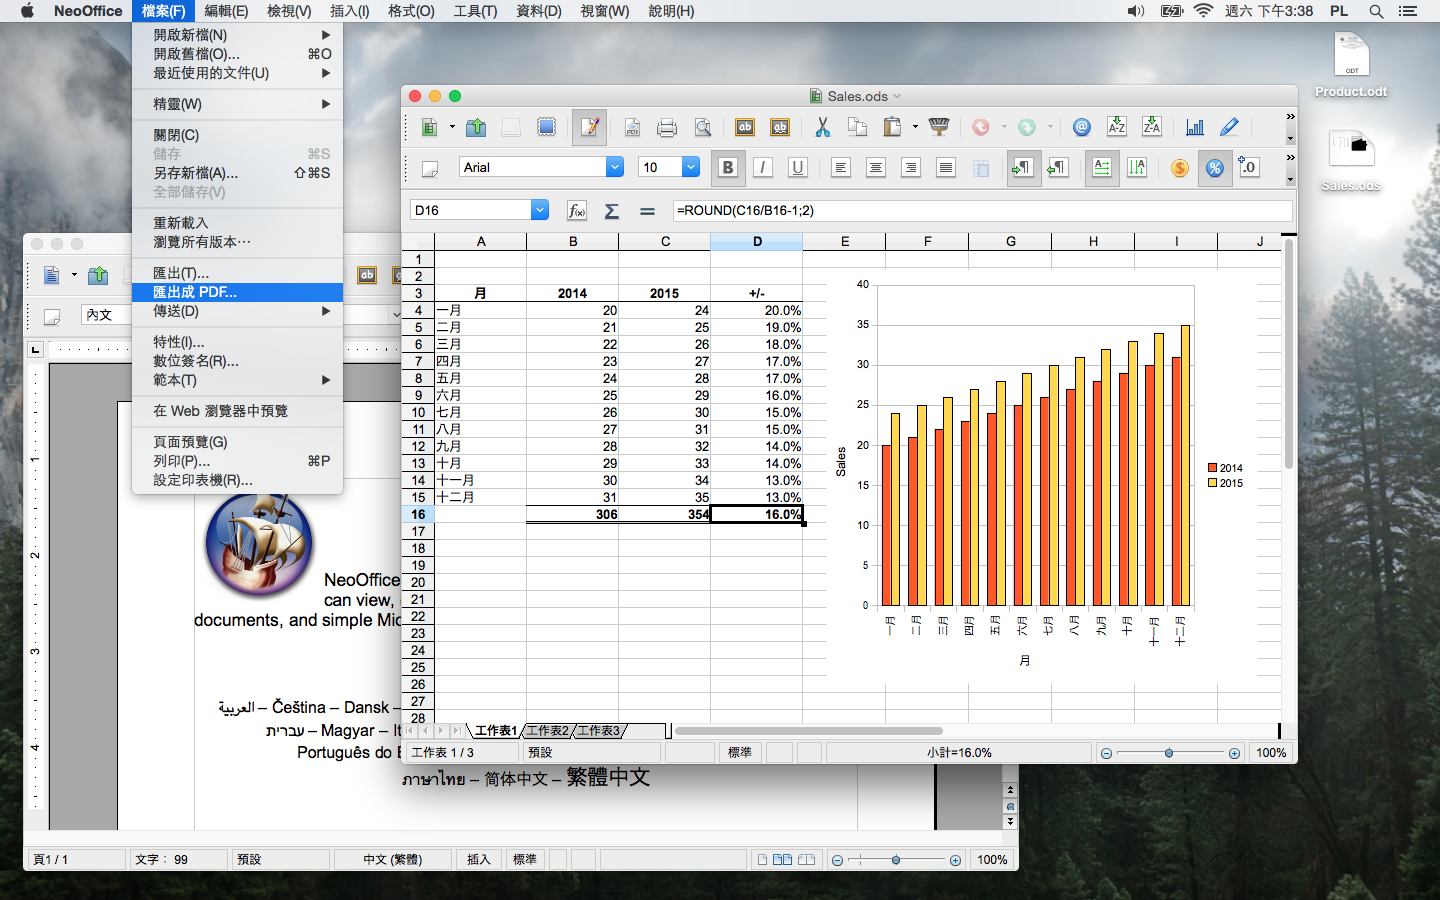 NeoOffice 檔案(F) 編輯(E) 檢視(V) 插入(I) 格式(O) 工具(T) 資料(D) 視窗(W) 說明(H) 週六 下午3:38 PL
開啟新檔(N)
開啟舊檔(O)... ⌘O
最近使用的文件(U)
精靈(W)
關閉(C)
儲存 ⌘S
另存新檔(A)... ⇧⌘S
全部儲存(V)
重新載入
瀏覽所有版本⋯
匯出(T)...
匯出成 PDF...
傳送(D)
特性(I)...
數位簽名(R)...
範本(T)
在 Web 瀏覽器中預覽
頁面預覽(G)
列印(P)... ⌘P
設定印表機(R)...
ODT
Product.odt
Sales.ods
Sales.ods
Arial 10 B I U
D16 =ROUND(C16/B16-1;2)
A B C D E F G H I J
1
2
3 月 2014 2015 +/-
4 一月 20 24 20.0%
5 二月 21 25 19.0%
6 三月 22 26 18.0%
7 四月 23 27 17.0%
8 五月 24 28 17.0%
9 六月 25 29 16.0%
10 七月 26 30 15.0%
11 八月 27 31 15.0%
12 九月 28 32 14.0%
13 十月 29 33 14.0%
14 十一月 30 34 13.0%
15 十二月 31 35 13.0%
16 306 354 16.0%
17
18
19
20
21
22
23
24
25
26
27
28
40
35
30
25
20
15
10
5
0
Sales
一月 二月 三月 四月 五月 六月 七月 八月 九月 十月 十一月 十二月
月
2014
2015
工作表1 工作表2 工作表3
工作表 1 / 3 預設 標準 小計=16.0% 100%
內文
1
2
3
4
NeoOffice
can view,
documents, and simple Mic
العربية – Čeština – Dansk –
עברית – Magyar – It
Português do B
ภาษาไทย – 简体中文 – 繁體中文
頁1 / 1 文字： 99 預設 中文 (繁體) 插入 標準 100%